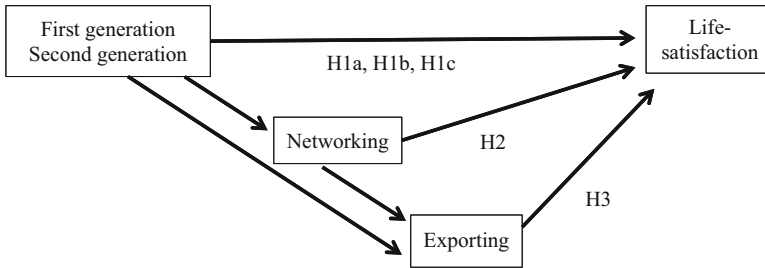 First generation
Second generation
Life-
satisfaction
H1a, H1b, H1c
Networking
H2
H3
Exporting